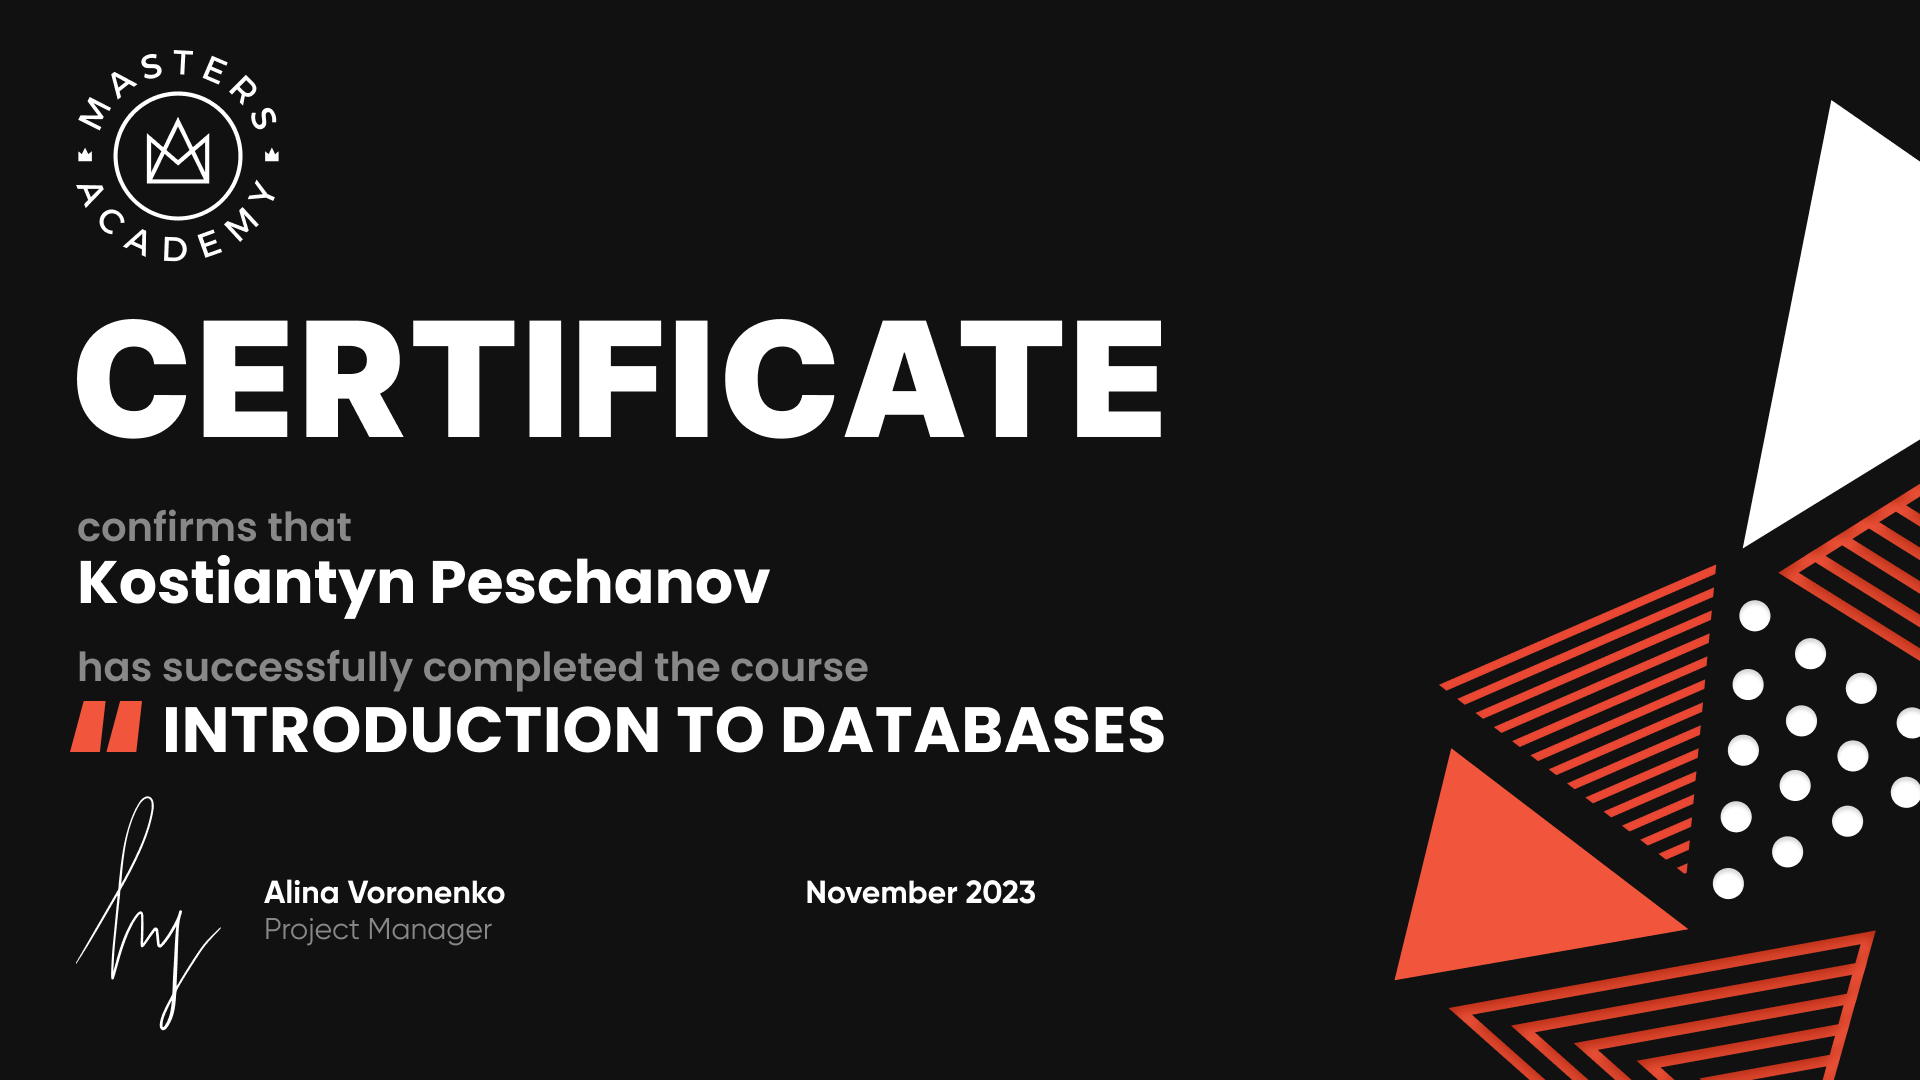 MASTERS
ACADEMY
CERTIFICATE
confirms that
Kostiantyn Peschanov
has successfully completed the course
INTRODUCTION TO DATABASES
Alina Voronenko
November 2023
Project Manager